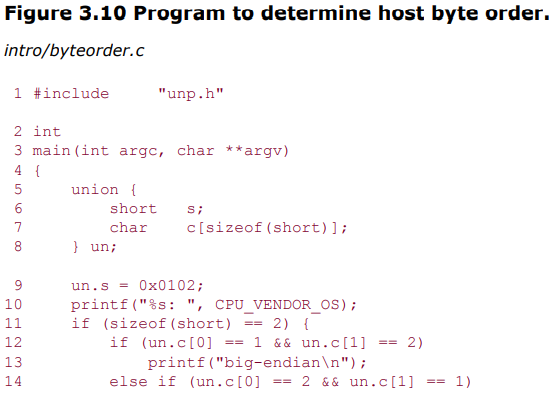 Figure 3.10 Program to determine host byte order.
intro/byteorder.c
1 #include     "unp.h"
2 int
3 main(int argc, char **argv)
4 {
5     union {
6         short   s;
7         char    c[sizeof(short)];
8     } un;
9     un.s = 0x0102;
10     printf("%s: ", CPU_VENDOR_OS);
11     if (sizeof(short) == 2) {
12         if (un.c[0] == 1 && un.c[1] == 2)
13             printf("big-endian\n");
14         else if (un.c[0] == 2 && un.c[1] == 1)